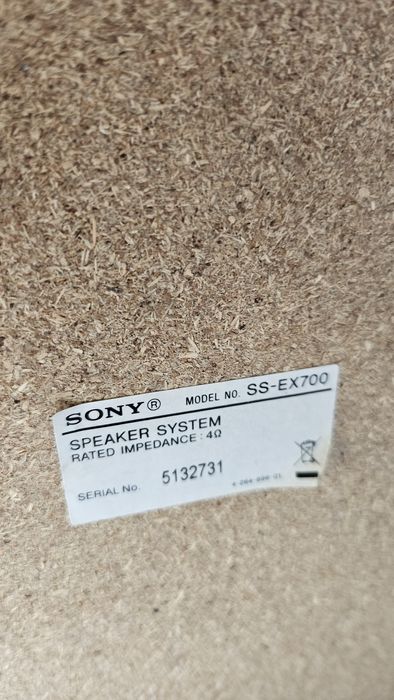 SONY® MODEL NO. SS-EX700
SPEAKER SYSTEM
RATED IMPEDANCE : 4Ω
SERIAL No. 5132731